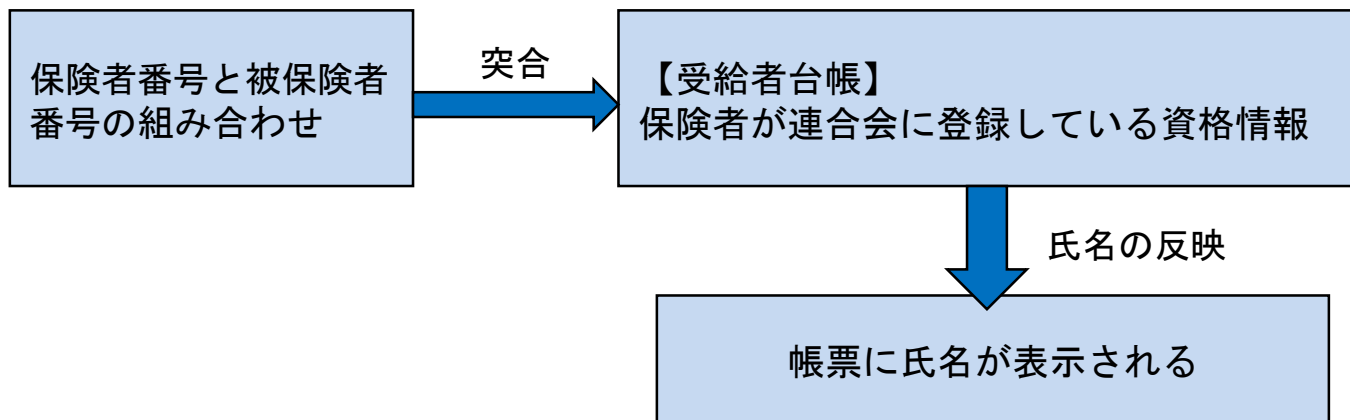 保険者番号と被保険者
番号の組み合わせ
突合
【受給者台帳】
保険者が連合会に登録している資格情報
氏名の反映
帳票に氏名が表示される